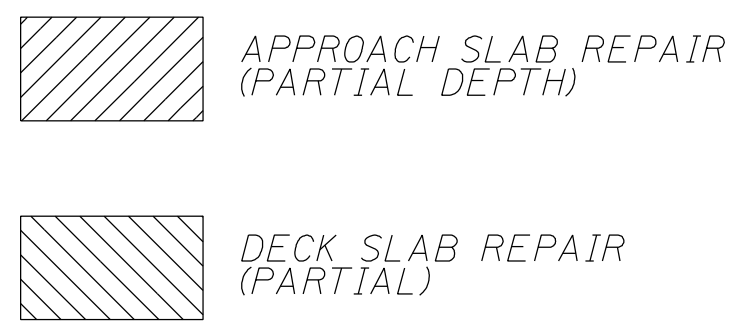 APPROACH SLAB REPAIR
(PARTIAL DEPTH)
DECK SLAB REPAIR
(PARTIAL)